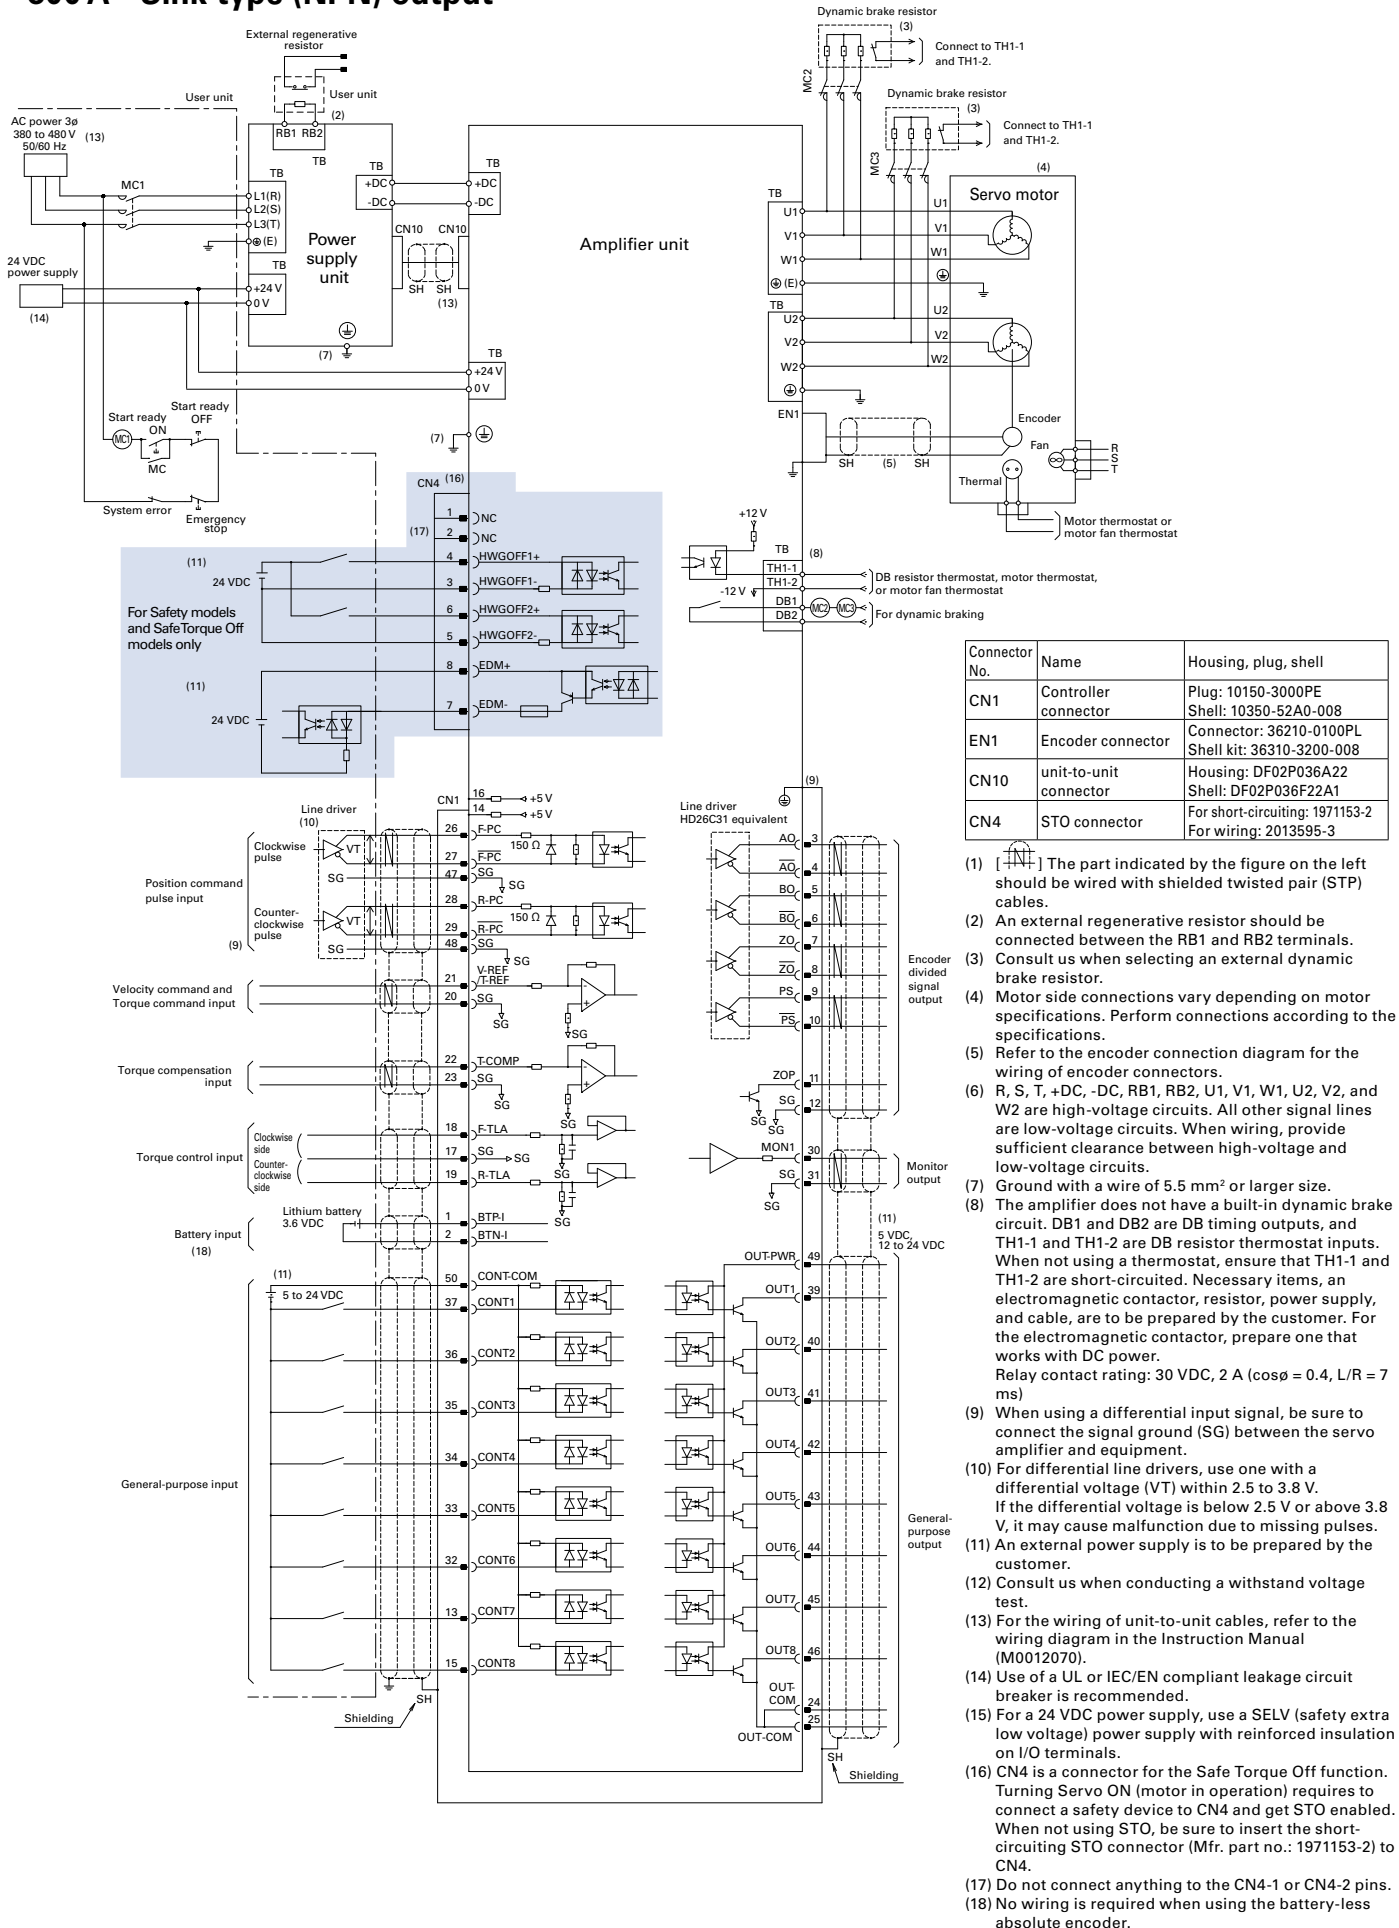 Dynamic brake resistor
(3)
Connect to TH1-1
and TH1-2.
MC2
External regenerative
resistor
User unit
(2)
Dynamic brake resistor
(3)
Connect to TH1-1
and TH1-2.
MC3
User unit
AC power 3ø
380 to 480 V
50/60 Hz
(13)
MC1
RB1 RB2
TB
TB
L1(R)
L2(S)
L3(T)
(E)
TB
+24 V
0 V
Power
supply
unit
TB
+DC
-DC
TB
+DC
-DC
CN10
CN10
SH
SH
(13)
(7)
24 VDC
power supply
(14)
Amplifier unit
TB
+24 V
0 V
(7)
(4)
Servo motor
TB
U1
V1
W1
(E)
U1
V1
W1
TB
U2
V2
W2
U2
V2
W2
EN1
SH
(5)
SH
Encoder
Fan
R
S
T
Thermal
Motor thermostat or
motor fan thermostat
Start ready
ON
Start ready
OFF
MC1
MC
System error
Emergency
stop
CN4
(16)
(17)
1
NC
2
NC
(11)
4
HWGOFF1+
24 VDC
3
HWGOFF1-
For Safety models
and Safe Torque Off
models only
6
HWGOFF2+
5
HWGOFF2-
(11)
8
EDM+
24 VDC
7
EDM-
+12 V
TB
(8)
TH1-1
TH1-2
-12 V
DB1
DB2
MC2
MC3
DB resistor thermostat, motor thermostat,
or motor fan thermostat
For dynamic braking
Connector
No.
Name
Housing, plug, shell
CN1
Controller
connector
Plug: 10150-3000PE
Shell: 10350-52A0-008
EN1
Encoder connector
Connector: 36210-0100PL
Shell kit: 36310-3200-008
CN10
unit-to-unit
connector
Housing: DF02P036A22
Shell: DF02P036F22A1
CN4
STO connector
For short-circuiting: 1971153-2
For wiring: 2013595-3
CN1
16
+5 V
14
+5 V
Line driver
(10)
Clockwise
pulse
VT
26
F-PC
150 Ω
27
F-PC
SG
47
SG
SG
Position command
pulse input
Counter-
clockwise
pulse
VT
28
R-PC
150 Ω
29
R-PC
(9)
SG
48
SG
SG
Velocity command and
Torque command input
21
V-REF
/T-REF
20
SG
SG
SG
Torque compensation
input
22
T-COMP
23
SG
SG
SG
Torque control input
Clockwise
side
Counter-
clockwise
side
18
F-TLA
17
SG
SG
SG
19
R-TLA
SG
Battery input
(18)
Lithium battery
3.6 VDC
1
BTP-I
2
BTN-I
General-purpose input
(11)
5 to 24 VDC
50
CONT-COM
37
CONT1
36
CONT2
35
CONT3
34
CONT4
33
CONT5
32
CONT6
13
CONT7
15
CONT8
SH
Shielding
(9)
Line driver
HD26C31 equivalent
AO
3
AO
4
BO
5
BO
6
ZO
7
ZO
8
PS
9
PS
10
Encoder
divided
signal
output
ZOP
11
SG
12
SG
SG
MON1
30
SG
31
SG
Monitor
output
(11)
5 VDC,
12 to 24 VDC
OUT-PWR
49
OUT1
39
OUT2
40
OUT3
41
OUT4
42
OUT5
43
OUT6
44
OUT7
45
OUT8
46
General-
purpose
output
OUT-
COM
24
25
OUT-COM
SH
Shielding
(1) [ ] The part indicated by the figure on the left
should be wired with shielded twisted pair (STP)
cables.
(2) An external regenerative resistor should be
connected between the RB1 and RB2 terminals.
(3) Consult us when selecting an external dynamic
brake resistor.
(4) Motor side connections vary depending on motor
specifications. Perform connections according to the
specifications.
(5) Refer to the encoder connection diagram for the
wiring of encoder connectors.
(6) R, S, T, +DC, -DC, RB1, RB2, U1, V1, W1, U2, V2, and
W2 are high-voltage circuits. All other signal lines
are low-voltage circuits. When wiring, provide
sufficient clearance between high-voltage and
low-voltage circuits.
(7) Ground with a wire of 5.5 mm² or larger size.
(8) The amplifier does not have a built-in dynamic brake
circuit. DB1 and DB2 are DB timing outputs, and
TH1-1 and TH1-2 are DB resistor thermostat inputs.
When not using a thermostat, ensure that TH1-1 and
TH1-2 are short-circuited. Necessary items, an
electromagnetic contactor, resistor, power supply,
and cable, are to be prepared by the customer. For
the electromagnetic contactor, prepare one that
works with DC power.
Relay contact rating: 30 VDC, 2 A (cosø = 0.4, L/R = 7
ms)
(9) When using a differential input signal, be sure to
connect the signal ground (SG) between the servo
amplifier and equipment.
(10) For differential line drivers, use one with a
differential voltage (VT) within 2.5 to 3.8 V.
If the differential voltage is below 2.5 V or above 3.8
V, it may cause malfunction due to missing pulses.
(11) An external power supply is to be prepared by the
customer.
(12) Consult us when conducting a withstand voltage
test.
(13) For the wiring of unit-to-unit cables, refer to the
wiring diagram in the Instruction Manual
(M0012070).
(14) Use of a UL or IEC/EN compliant leakage circuit
breaker is recommended.
(15) For a 24 VDC power supply, use a SELV (safety extra
low voltage) power supply with reinforced insulation
on I/O terminals.
(16) CN4 is a connector for the Safe Torque Off function.
Turning Servo ON (motor in operation) requires to
connect a safety device to CN4 and get STO enabled.
When not using STO, be sure to insert the short-
circuiting STO connector (Mfr. part no.: 1971153-2) to
CN4.
(17) Do not connect anything to the CN4-1 or CN4-2 pins.
(18) No wiring is required when using the battery-less
absolute encoder.